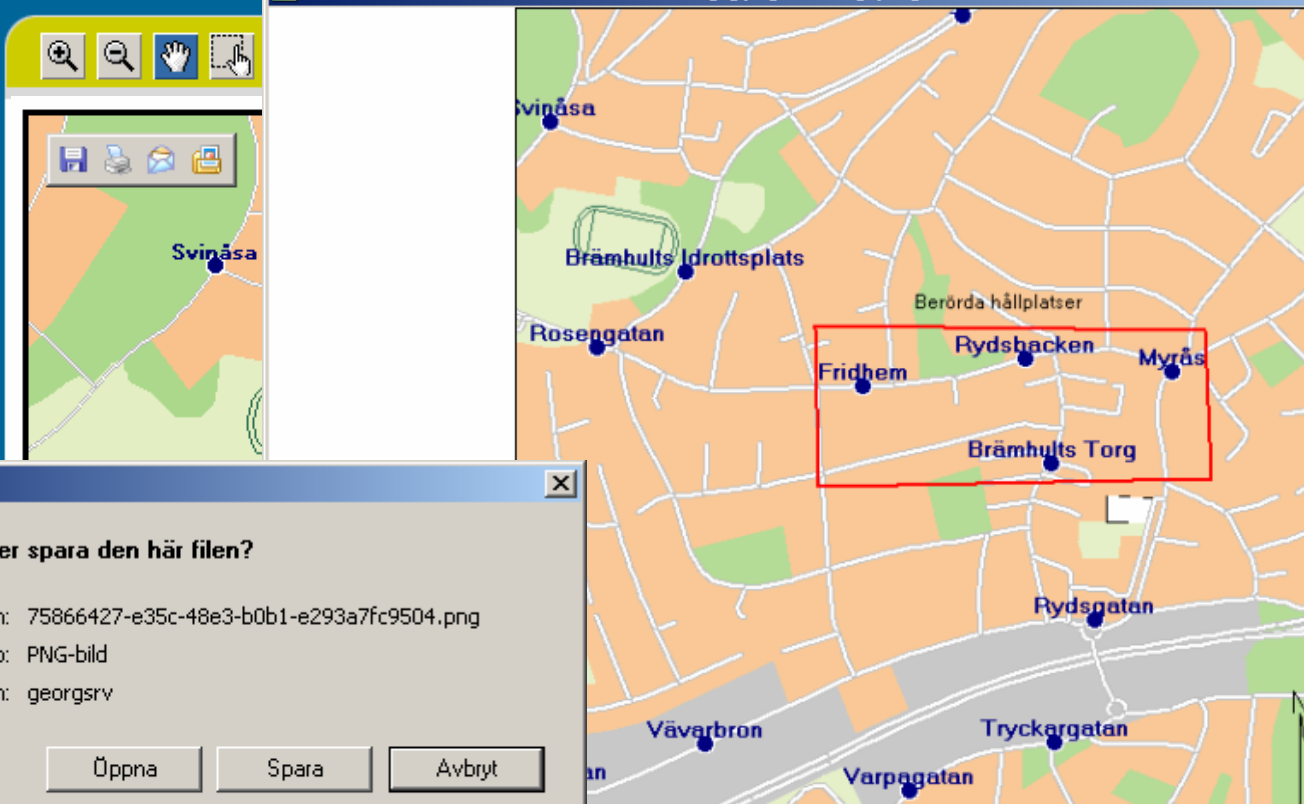 Svinåsa
Svinåsa
Brämhults Idrottsplats
Berörda hållplatser
Rosengatan
Rydsbacken
Myrås
Fridhem
Brämhults Torg
er spara den här filen?
n: 75866427-e35c-48e3-b0b1-e293a7fc9504.png
p: PNG-bild
n: georgsrv
Öppna
Spara
Avbryt
Rydsgatan
Vävarbron
Tryckargatan
an
Varpagatan
N